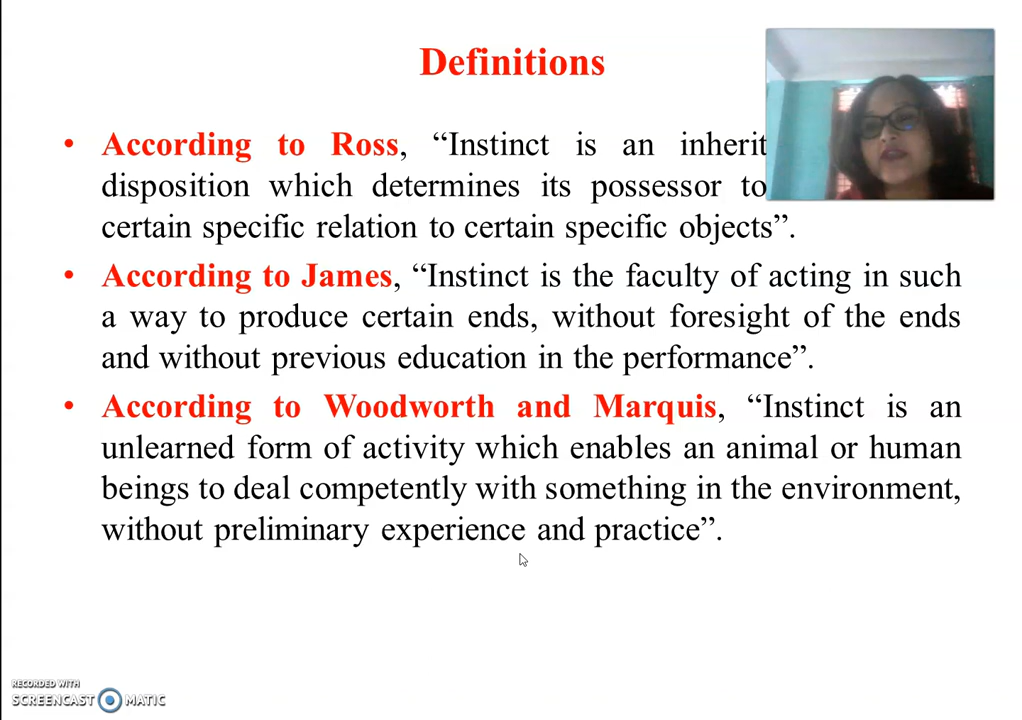 Definitions
• According to Ross, “Instinct is an inherit
disposition which determines its possessor to
certain specific relation to certain specific objects”.
• According to James, “Instinct is the faculty of acting in such
a way to produce certain ends, without foresight of the ends
and without previous education in the performance”.
• According to Woodworth and Marquis, “Instinct is an
unlearned form of activity which enables an animal or human
beings to deal competently with something in the environment,
without preliminary experience and practice”.
RECORDED WITH
SCREENCAST MATIC